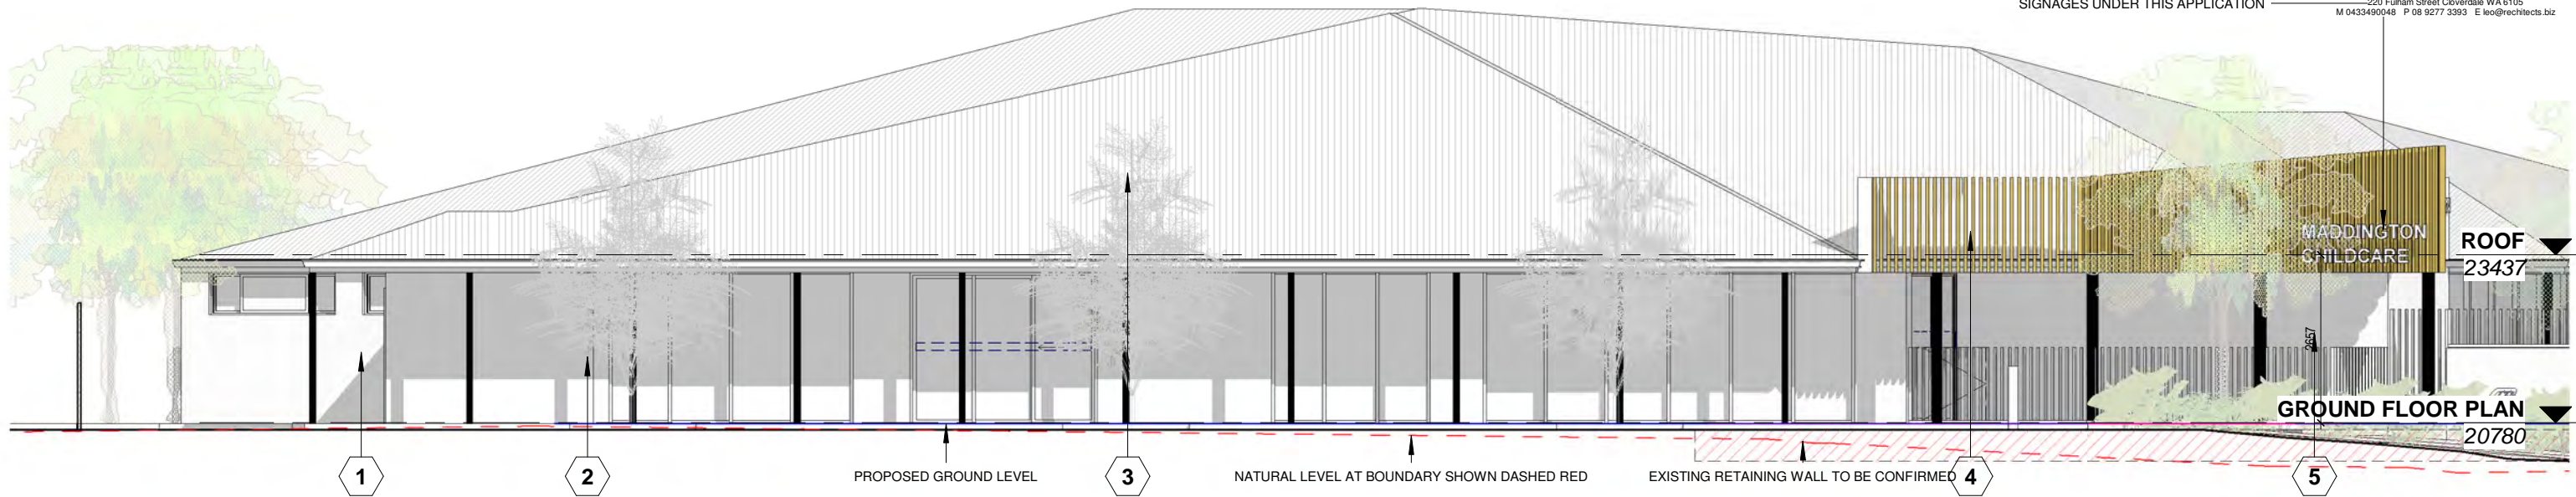 SIGNAGES UNDER THIS APPLICATION
220 Fulham Street Cloverdale WA 6105
M 0433490048 P 08 9277 3393 E leo@rechitects.biz
MADDINGTON
CHILDCARE
ROOF
23437
2657
GROUND FLOOR PLAN
20780
1
2
PROPOSED GROUND LEVEL
3
NATURAL LEVEL AT BOUNDARY SHOWN DASHED RED
EXISTING RETAINING WALL TO BE CONFIRMED
4
5